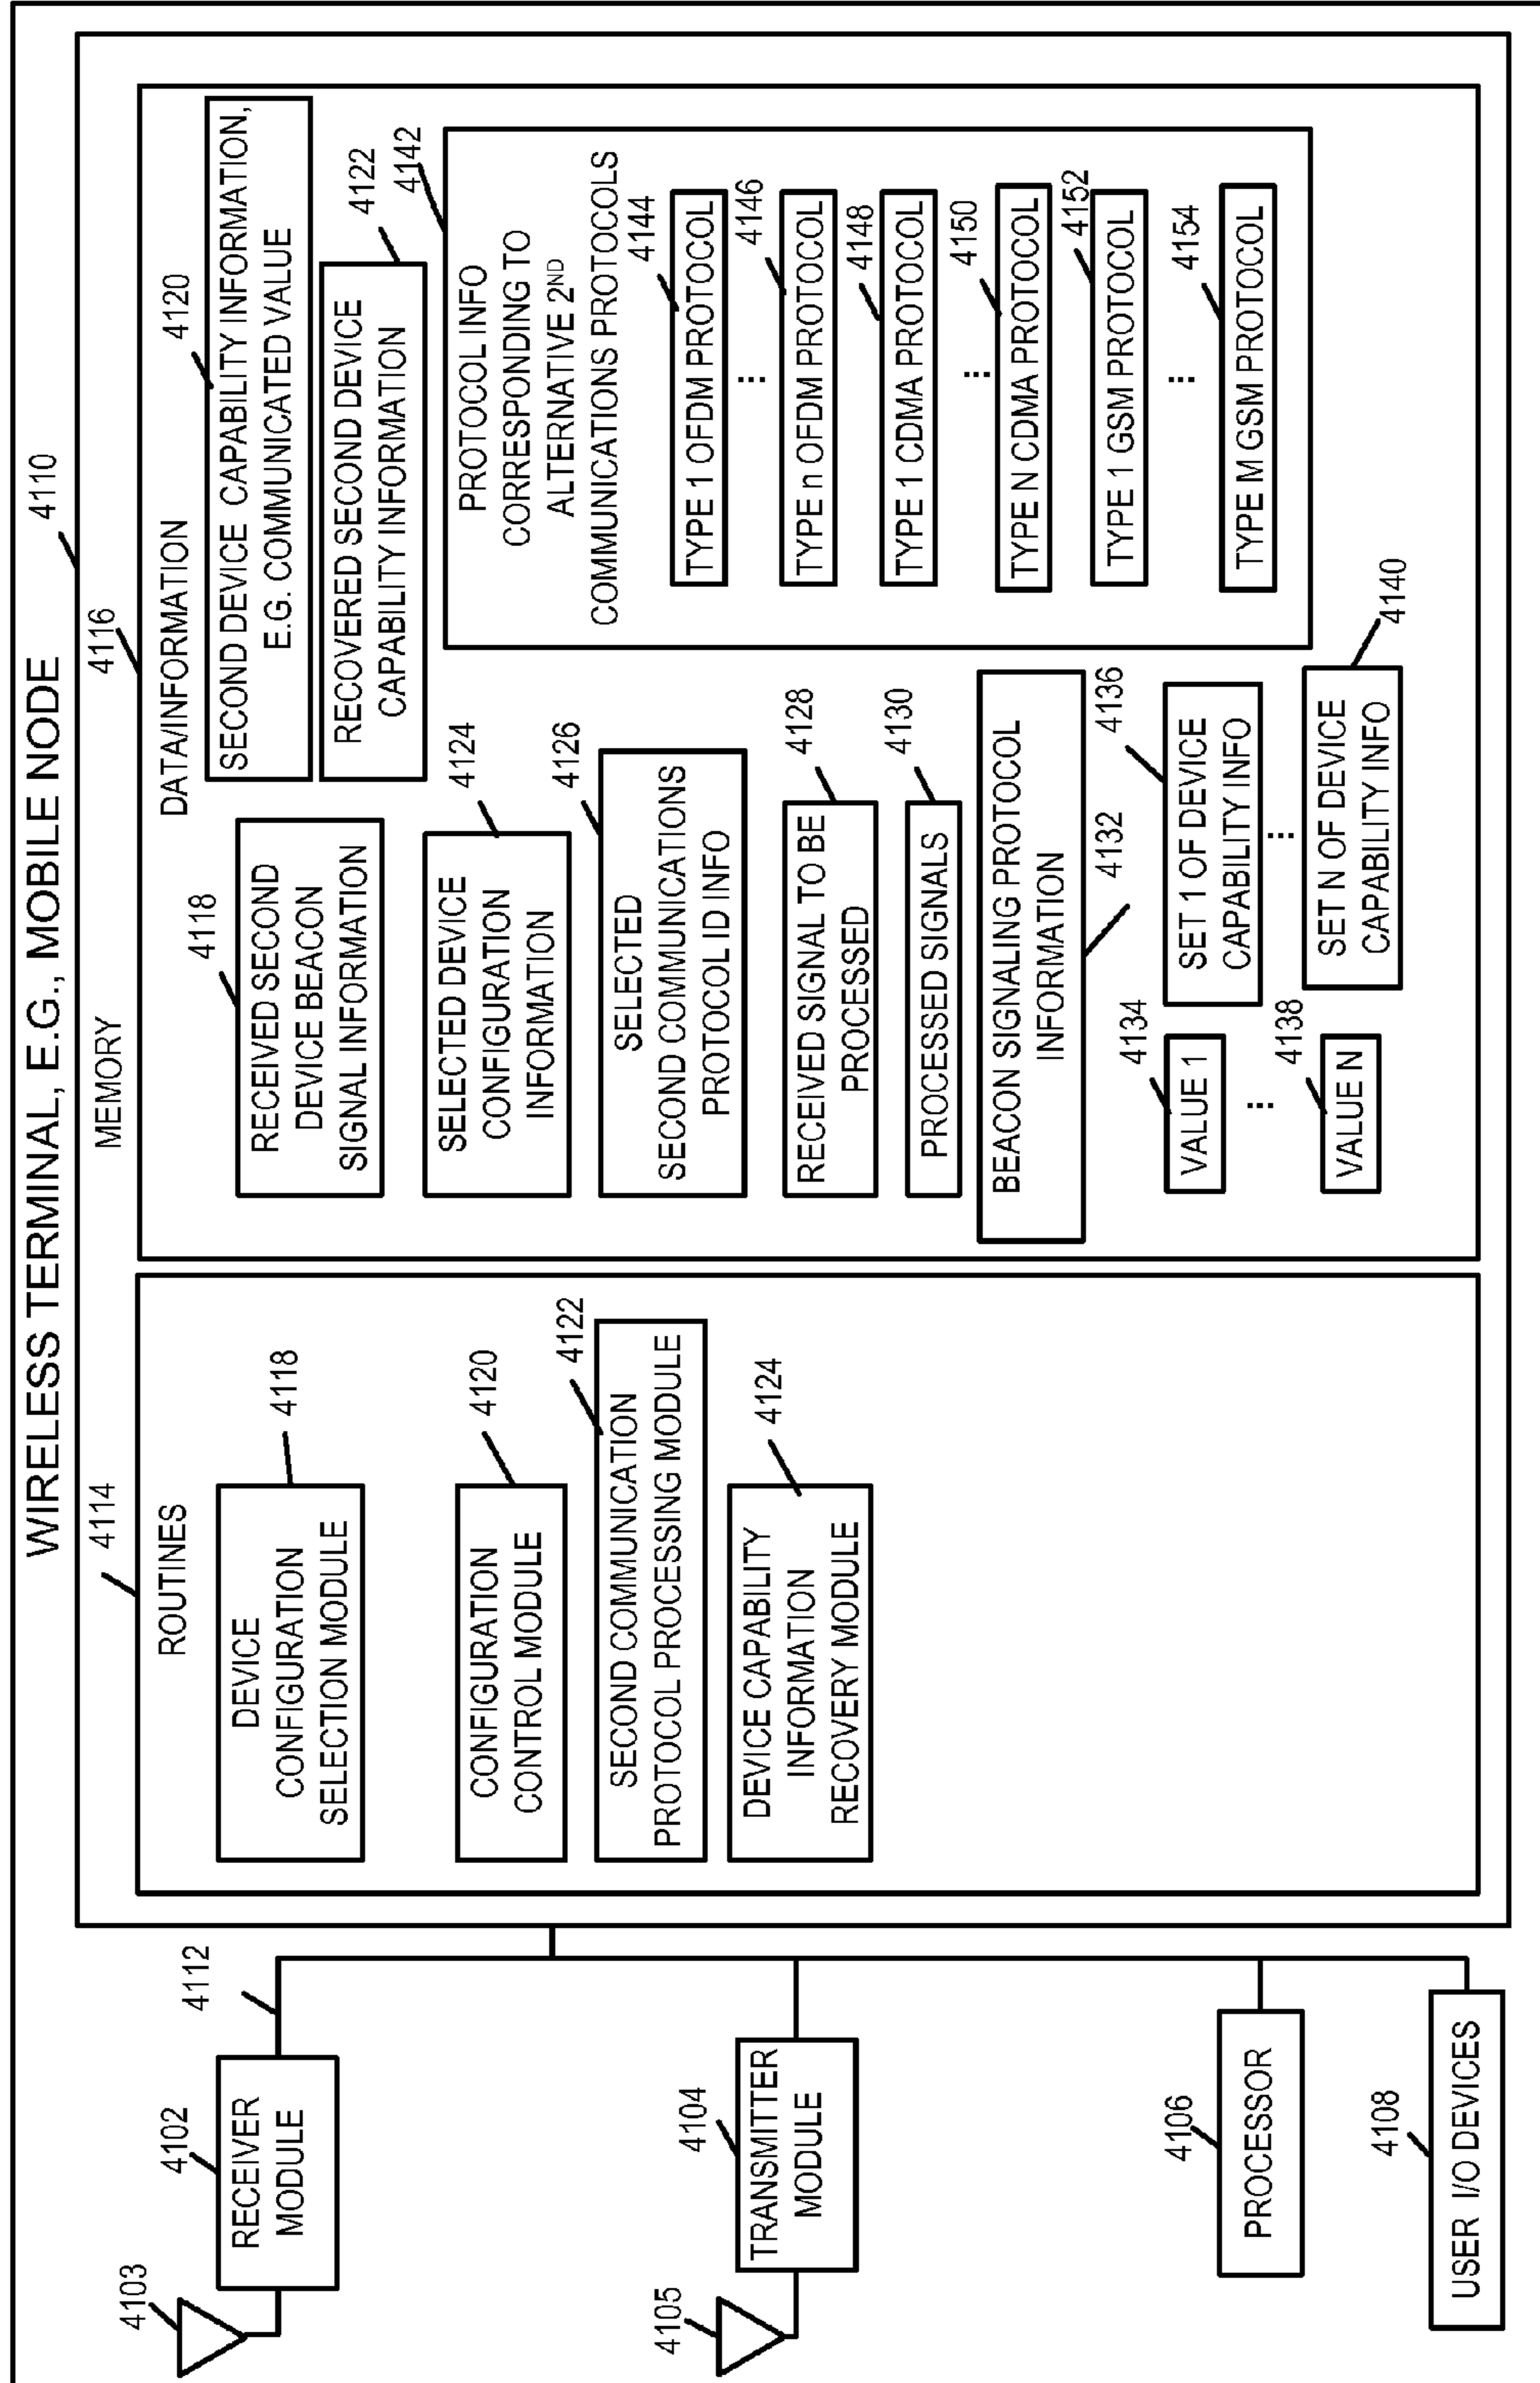 WIRELESS TERMINAL, E.G., MOBILE NODE
4103
4102
RECEIVER
MODULE
4112
4105
4104
TRANSMITTER
MODULE
4106
PROCESSOR
4108
USER I/O DEVICES
4110
MEMORY
4114
ROUTINES
DEVICE
CONFIGURATION
SELECTION MODULE
4118
CONFIGURATION
CONTROL MODULE
4120
4122
SECOND COMMUNICATION
PROTOCOL PROCESSING MODULE
DEVICE CAPABILITY
INFORMATION
RECOVERY MODULE
4124
4116
DATA/INFORMATION
4118
RECEIVED SECOND
DEVICE BEACON
SIGNAL INFORMATION
4120
SECOND DEVICE CAPABILITY INFORMATION,
E.G. COMMUNICATED VALUE
RECOVERED SECOND DEVICE
CAPABILITY INFORMATION
4122
SELECTED DEVICE
CONFIGURATION
INFORMATION
4124
SELECTED
SECOND COMMUNICATIONS
PROTOCOL ID INFO
4126
RECEIVED SIGNAL TO BE
PROCESSED
4128
PROCESSED SIGNALS
4130
BEACON SIGNALING PROTOCOL
INFORMATION
4132
4134
VALUE 1
4136
SET 1 OF DEVICE
CAPABILITY INFO
...
...
4138
VALUE N
SET N OF DEVICE
CAPABILITY INFO
4140
4142
PROTOCOL INFO
CORRESPONDING TO
ALTERNATIVE 2ND
COMMUNICATIONS PROTOCOLS
4144
TYPE 1 OFDM PROTOCOL
...
4146
TYPE n OFDM PROTOCOL
4148
TYPE 1 CDMA PROTOCOL
...
4150
TYPE N CDMA PROTOCOL
4152
TYPE 1 GSM PROTOCOL
...
4154
TYPE M GSM PROTOCOL